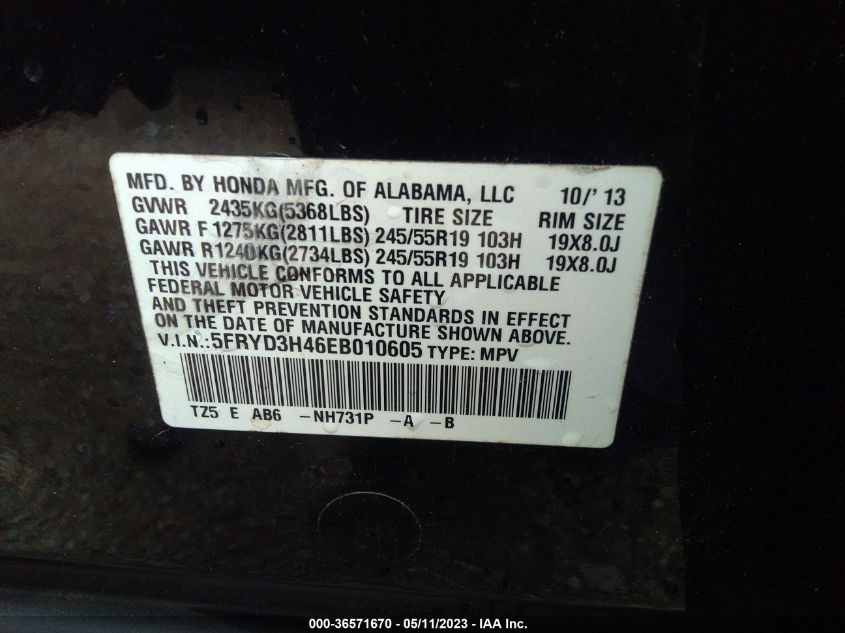 MFD. BY HONDA MFG. OF ALABAMA, LLC 10/'13
GVWR 2435KG(5368LBS) TIRE SIZE RIM SIZE
GAWR F 1275KG(2811LBS) 245/55R19 103H 19X8.0J
GAWR R1240KG(2734LBS) 245/55R19 103H 19X8.0J
THIS VEHICLE CONFORMS TO ALL APPLICABLE
FEDERAL MOTOR VEHICLE SAFETY
AND THEFT PREVENTION STANDARDS IN EFFECT
ON THE DATE OF MANUFACTURE SHOWN ABOVE.
V.I.N.:5FRYD3H46EB010605 TYPE: MPV
TZ5 E AB6 -NH731P -A -B
000-36571670 - 05/11/2023 - IAA Inc.